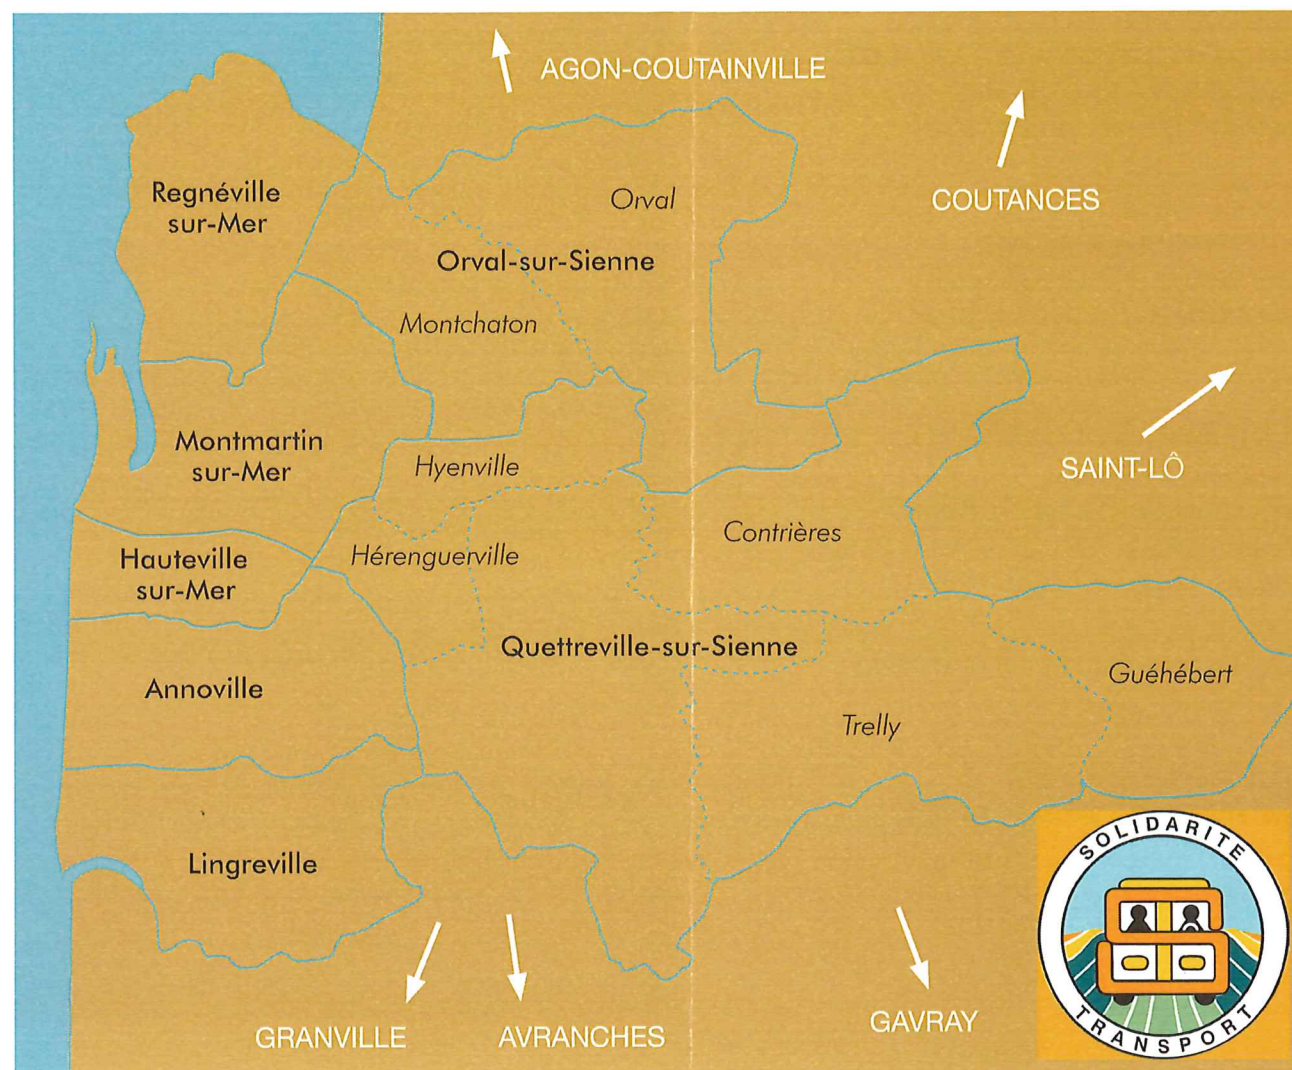 AGON-COUTAINVILLE
COUTANCES
Regnéville
sur-Mer
Orval
Orval-sur-Sienne
Montchaton
Montmartin
sur-Mer
Hyenville
SAINT-LÔ
Contrières
Hauteville
sur-Mer
Hérenguerville
Quettreville-sur-Sienne
Annoville
Guéhébert
Trelly
Lingreville
SOLIDARITE
TRANSPORT
GRANVILLE
AVRANCHES
GAVRAY